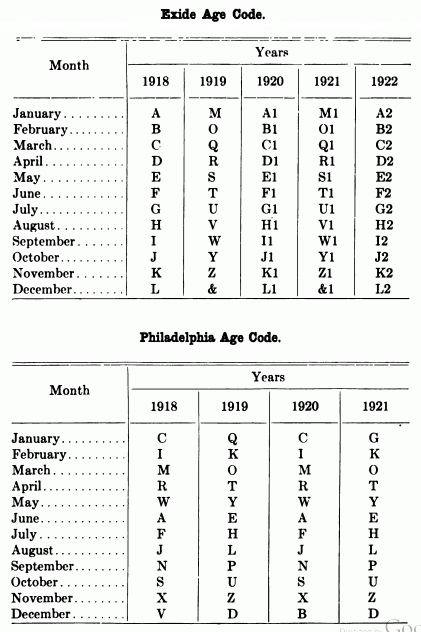 Exide Age Code.
Years
Month
1918 1919 1920 1921 1922
January......... A M A1 M1 A2
February........ B O B1 O1 B2
March.......... C Q C1 Q1 C2
April........... D R D1 R1 D2
May............ E S E1 S1 E2
June........... F T F1 T1 F2
July............ G U G1 U1 G2
August......... H V H1 V1 H2
September...... I W I1 W1 I2
October........ J Y J1 Y1 J2
November...... K Z K1 Z1 K2
December....... L & L1 &1 L2
Philadelphia Age Code.
Years
Month
1918 1919 1920 1921
January.......... C Q C G
February......... I K I K
March........... M O M O
April............ R T R T
May............. W Y W Y
June............ A E A E
July............. F H F H
August.......... J L J L
September....... N P N P
October......... S U S U
November....... X Z X Z
December....... V D B D